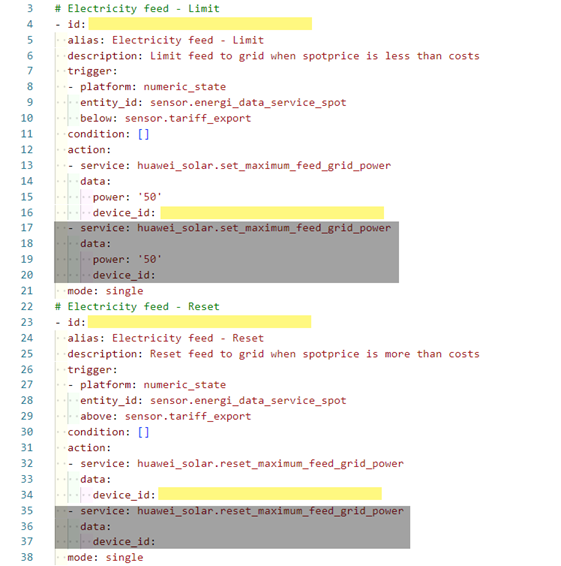 3 # Electricity feed - Limit
4 - id:
5 alias: Electricity feed - Limit
6 description: Limit feed to grid when spotprice is less than costs
7 trigger:
8 - platform: numeric_state
9 entity_id: sensor.energi_data_service_spot
10 below: sensor.tariff_export
11 condition: []
12 action:
13 - service: huawei_solar.set_maximum_feed_grid_power
14 data:
15 power: '50'
16 device_id:
17 - service: huawei_solar.set_maximum_feed_grid_power
18 data:
19 power: '50'
20 device_id:
21 mode: single
22 # Electricity feed - Reset
23 - id:
24 alias: Electricity feed - Reset
25 description: Reset feed to grid when spotprice is more than costs
26 trigger:
27 - platform: numeric_state
28 entity_id: sensor.energi_data_service_spot
29 above: sensor.tariff_export
30 condition: []
31 action:
32 - service: huawei_solar.reset_maximum_feed_grid_power
33 data:
34 device_id:
35 - service: huawei_solar.reset_maximum_feed_grid_power
36 data:
37 device_id:
38 mode: single